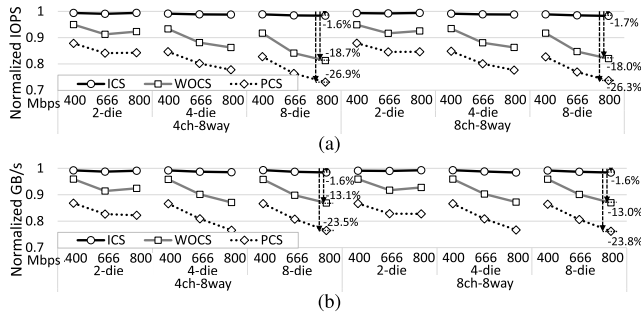 Normalized IOPS
1
0.9
0.8
0.7
-1.6%
-18.7%
-26.9%
-1.7%
-18.0%
-26.3%
ICS WOCS PCS
Mbps 400 666 800 400 666 800 400 666 800 400 666 800 400 666 800 400 666 800
2-die 4-die 8-die 2-die 4-die 8-die
4ch-8way 8ch-8way
(a)
Normalized GB/s
1
0.9
0.8
0.7
-1.6%
-13.1%
-23.5%
-1.6%
-13.0%
-23.8%
ICS WOCS PCS
Mbps 400 666 800 400 666 800 400 666 800 400 666 800 400 666 800 400 666 800
2-die 4-die 8-die 2-die 4-die 8-die
4ch-8way 8ch-8way
(b)